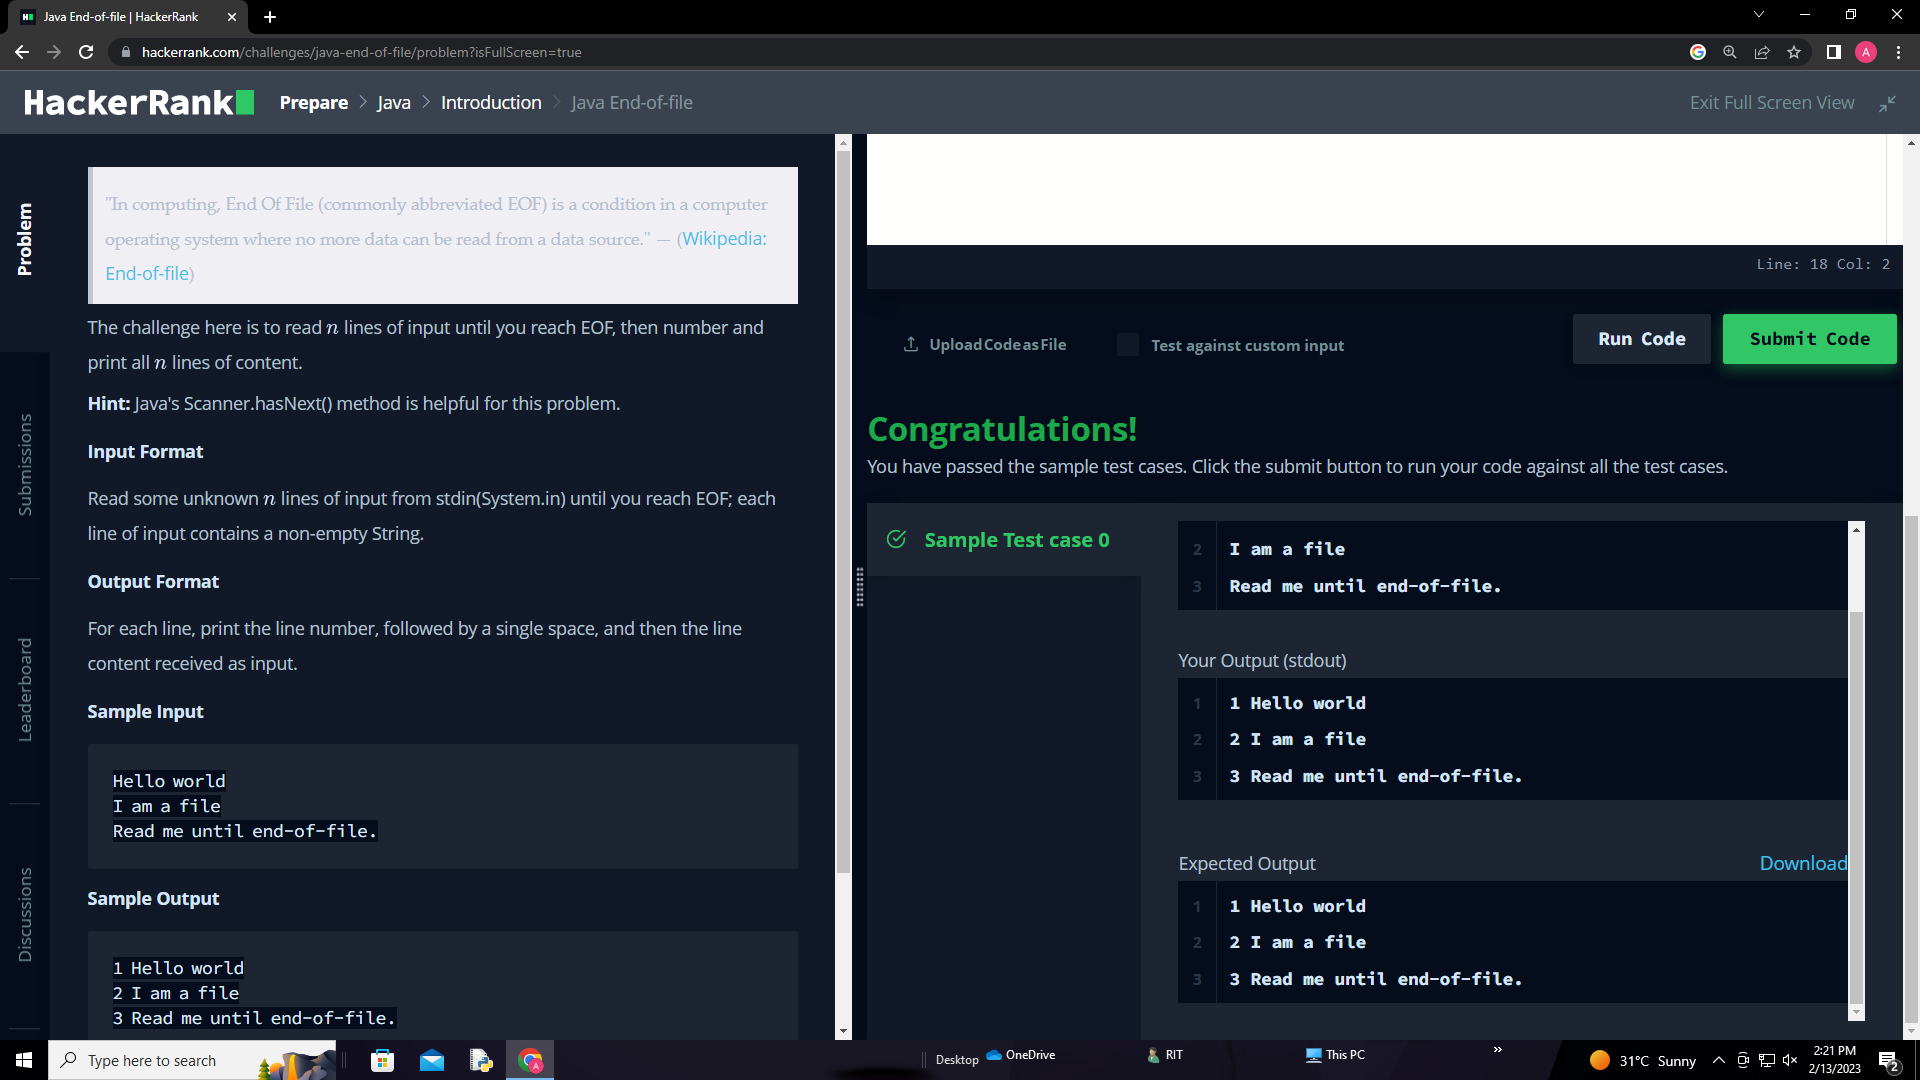 Java End-of-file | HackerRank
hackerrank.com/challenges/java-end-of-file/problem?isFullScreen=true
A
HackerRank
Prepare > Java > Introduction > Java End-of-file
Exit Full Screen View
Problem
Submissions
Leaderboard
Discussions
"In computing, End Of File (commonly abbreviated EOF) is a condition in a computer
operating system where no more data can be read from a data source." — (Wikipedia:
End-of-file)
The challenge here is to read n lines of input until you reach EOF, then number and
print all n lines of content.
Hint: Java's Scanner.hasNext() method is helpful for this problem.
Input Format
Read some unknown n lines of input from stdin(System.in) until you reach EOF; each
line of input contains a non-empty String.
Output Format
For each line, print the line number, followed by a single space, and then the line
content received as input.
Sample Input
Hello world
I am a file
Read me until end-of-file.
Sample Output
1 Hello world
2 I am a file
3 Read me until end-of-file.
Line: 18 Col: 2
Upload Code as File
Test against custom input
Run Code
Submit Code
Congratulations!
You have passed the sample test cases. Click the submit button to run your code against all the test cases.
Sample Test case 0
2 I am a file
3 Read me until end-of-file.
Your Output (stdout)
1 1 Hello world
2 2 I am a file
3 3 Read me until end-of-file.
Expected Output
Download
1 1 Hello world
2 2 I am a file
3 3 Read me until end-of-file.
Type here to search
A
Desktop
OneDrive
RIT
This PC
»
31°C Sunny
2:21 PM
2/13/2023
2